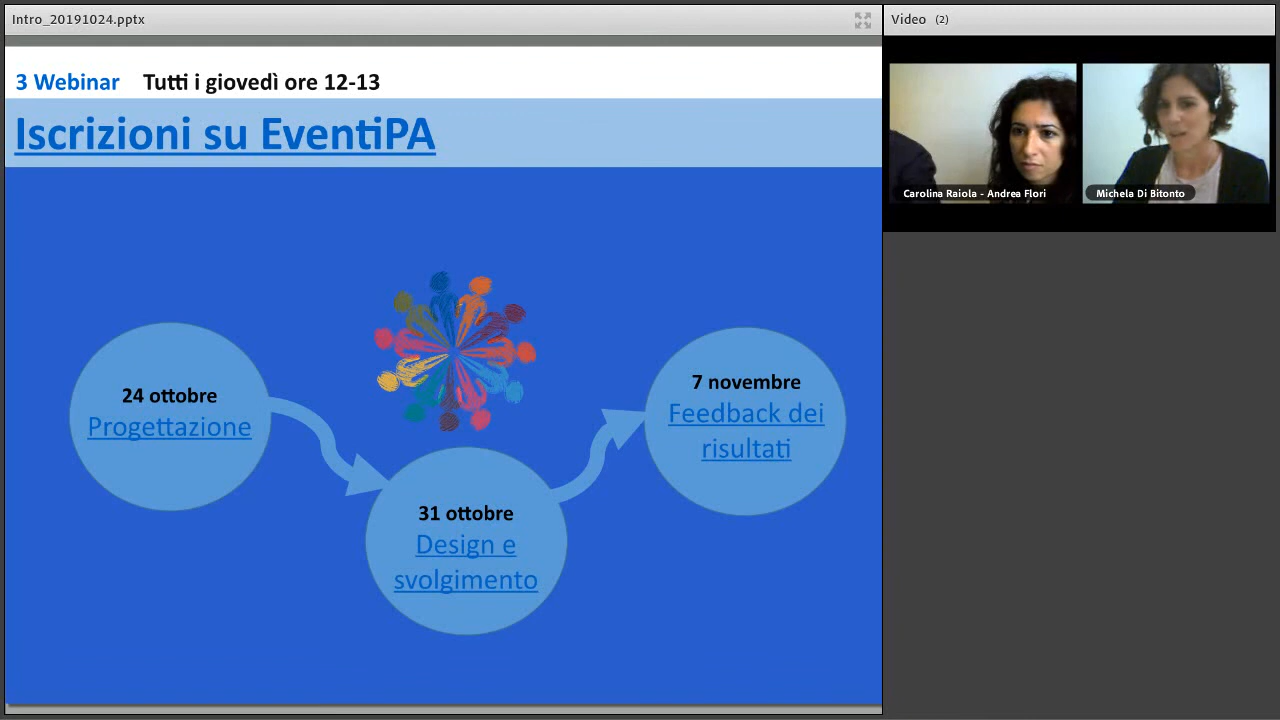 Intro_20191024.pptx
Video (2)
3 Webinar Tutti i giovedì ore 12-13
Iscrizioni su EventiPA
24 ottobre
Progettazione
31 ottobre
Design e
svolgimento
7 novembre
Feedback dei
risultati
Carolina Raiola - Andrea Flori
Michela Di Bitonto